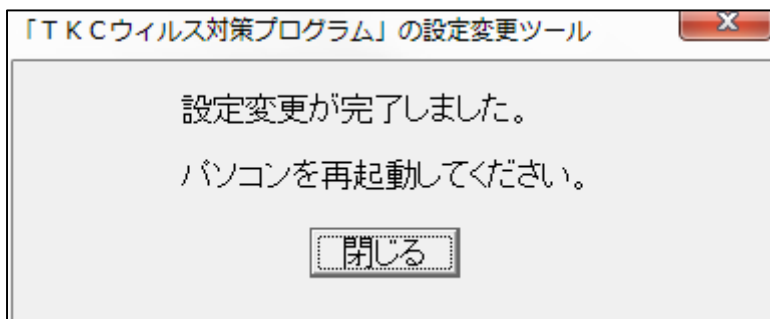 「ＴＫＣウィルス対策プログラム」の設定変更ツール
設定変更が完了しました。
パソコンを再起動してください。
閉じる